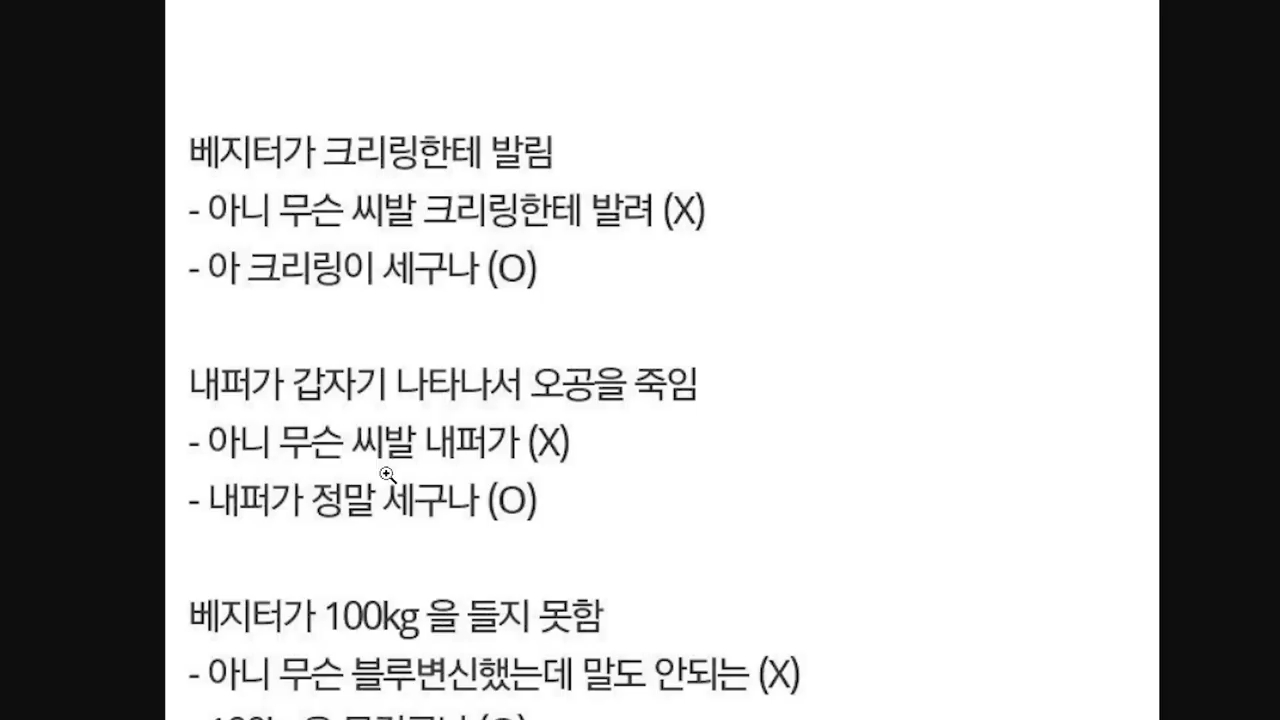 베지터가 크리링한테 발림
- 아니 무슨 씨발 크리링한테 발려 (X)
- 아 크리링이 세구나 (O)
내퍼가 갑자기 나타나서 오공을 죽임
- 아니 무슨 씨발 내퍼가 (X)
- 내퍼가 정말 세구나 (O)
베지터가 100kg 을 들지 못함
- 아니 무슨 블루변신했는데 말도 안되는 (X)